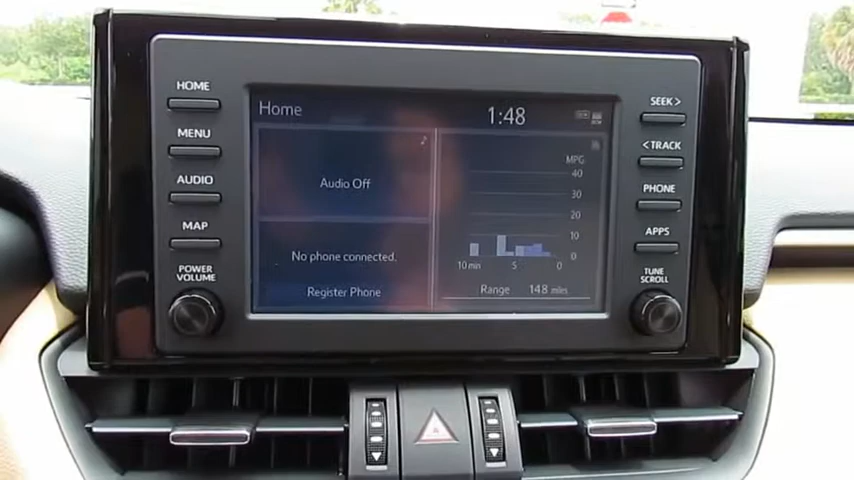 HOME
MENU
AUDIO
MAP
POWER
VOLUME
Home
1:48
Audio Off
No phone connected.
Register Phone
MPG
40
30
20
10
0
10 min 5 0
Range 148 miles
SEEK>
<TRACK
PHONE
APPS
TUNE
SCROLL